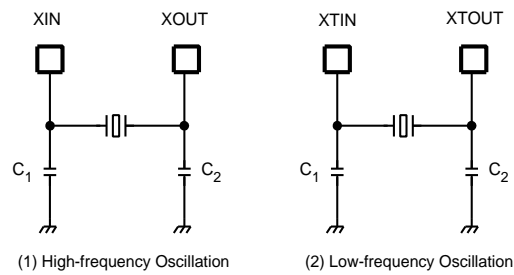 XIN XOUT XTIN XTOUT
C1 C2 C1 C2
(1) High-frequency Oscillation (2) Low-frequency Oscillation